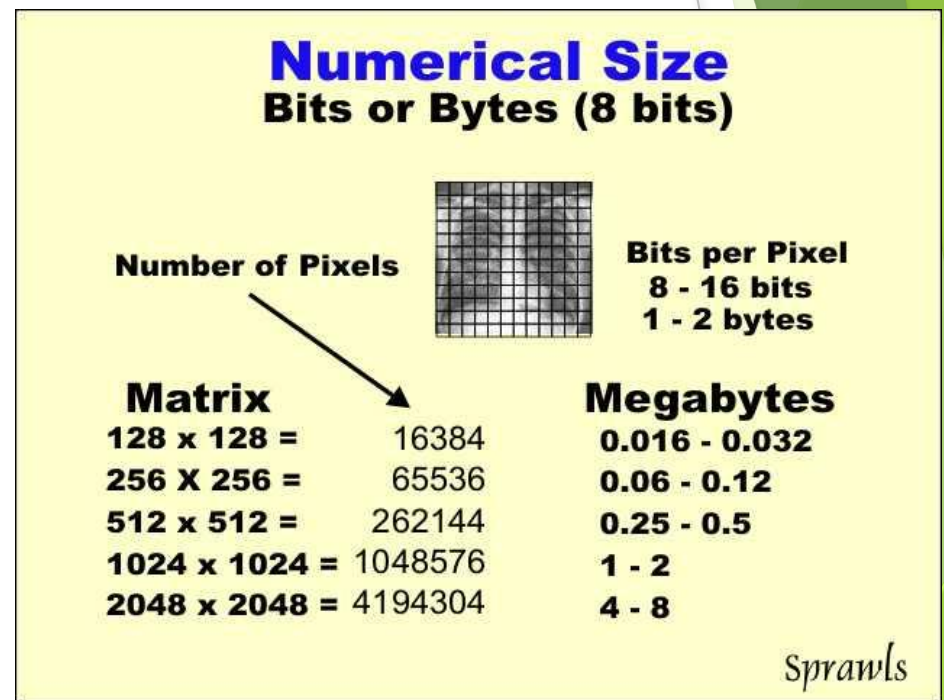 Numerical Size
Bits or Bytes (8 bits)
Number of Pixels
Bits per Pixel
8 - 16 bits
1 - 2 bytes
Matrix Megabytes
128 x 128 = 16384 0.016 - 0.032
256 X 256 = 65536 0.06 - 0.12
512 x 512 = 262144 0.25 - 0.5
1024 x 1024 = 1048576 1 - 2
2048 x 2048 = 4194304 4 - 8
Sprawls